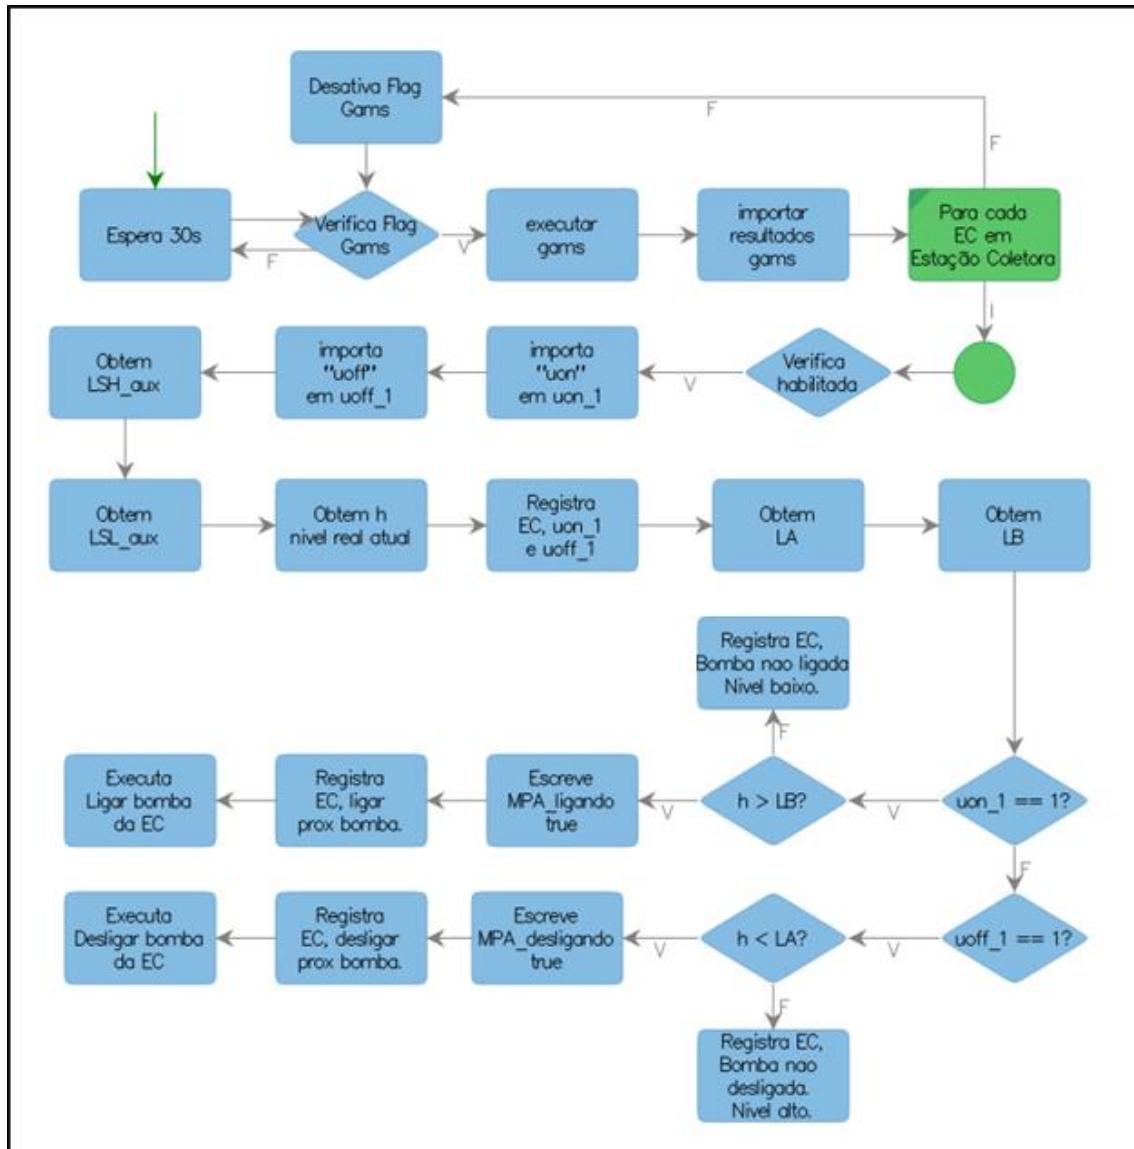 Desativa Flag
Gams
F
F
Espera 30s
Verifica Flag
Gams
F
V
executar
gams
importar
resultados
gams
Para cada
EC em
Estação Coletora
I
Obtem
LSH_aux
importa
"uoff"
em uoff_1
importa
"uon"
em uon_1
V
Verifica
habilitada
Obtem
LSL_aux
Obtem h
nivel real atual
Registra
EC, uon_1
e uoff_1
Obtem
LA
Obtem
LB
Registra EC,
Bomba nao ligada
Nivel baixo.
F
Executa
Ligar bomba
da EC
Registra
EC, ligar
prox bomba.
Escreve
MPA_ligando
true
V
h > LB?
V
uon_1 == 1?
F
Executa
Desligar bomba
da EC
Registra
EC, desligar
prox bomba.
Escreve
MPA_desligando
true
V
h < LA?
V
uoff_1 == 1?
F
Registra EC,
Bomba nao
desligada.
Nivel alto.